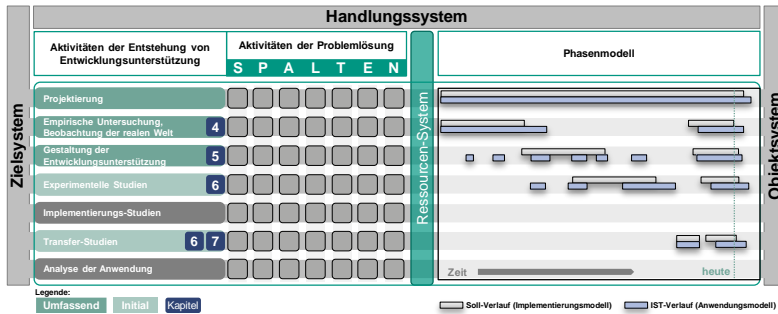 Handlungssystem
Zielsystem
Aktivitäten der Entstehung von
Entwicklungsunterstützung
Aktivitäten der Problemlösung
S P A L T E N
Ressourcen-System
Phasenmodell
Objektsystem
Projektierung
Empirische Untersuchung,
Beobachtung der realen Welt
4
Gestaltung der
Entwicklungsunterstützung
5
Experimentelle Studien
6
Implementierungs-Studien
Transfer-Studien
6 7
Analyse der Anwendung
Zeit
heute
Legende:
Umfassend
Initial
Kapitel
Soll-Verlauf (Implementierungsmodell)
IST-Verlauf (Anwendungsmodell)